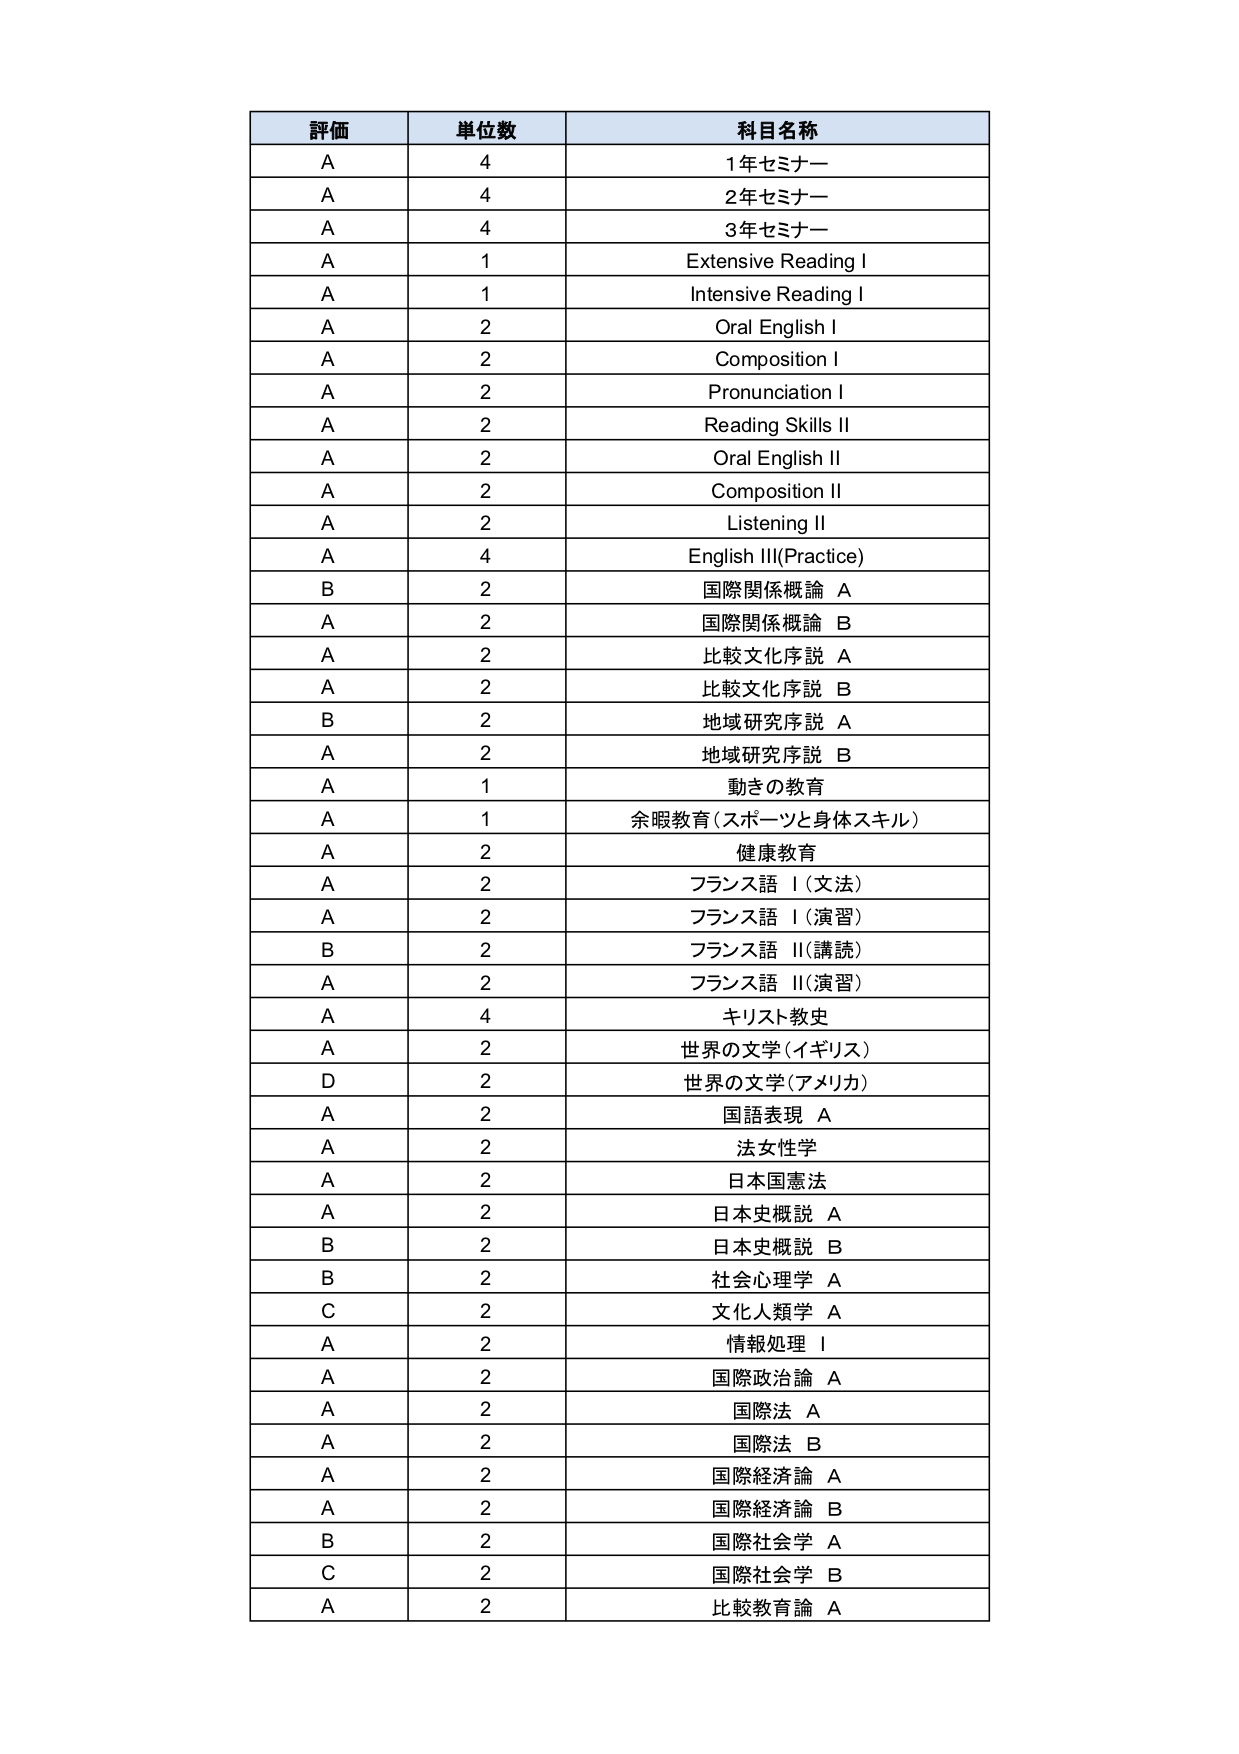 評価 単位数 科目名称
A 4 1年セミナー
A 4 2年セミナー
A 4 3年セミナー
A 1 Extensive Reading I
A 1 Intensive Reading I
A 2 Oral English I
A 2 Composition I
A 2 Pronunciation I
A 2 Reading Skills II
A 2 Oral English II
A 2 Composition II
A 2 Listening II
A 4 English III(Practice)
B 2 国際関係概論 A
A 2 国際関係概論 B
A 2 比較文化序説 A
A 2 比較文化序説 B
B 2 地域研究序説 A
A 2 地域研究序説 B
A 1 動きの教育
A 1 余暇教育（スポーツと身体スキル）
A 2 健康教育
A 2 フランス語 I（文法）
A 2 フランス語 I（演習）
B 2 フランス語 II（講読）
A 2 フランス語 II（演習）
A 4 キリスト教史
A 2 世界の文学（イギリス）
D 2 世界の文学（アメリカ）
A 2 国語表現 A
A 2 法女性学
A 2 日本国憲法
A 2 日本史概説 A
B 2 日本史概説 B
B 2 社会心理学 A
C 2 文化人類学 A
A 2 情報処理 I
A 2 国際政治論 A
A 2 国際法 A
A 2 国際法 B
A 2 国際経済論 A
A 2 国際経済論 B
B 2 国際社会学 A
C 2 国際社会学 B
A 2 比較教育論 A